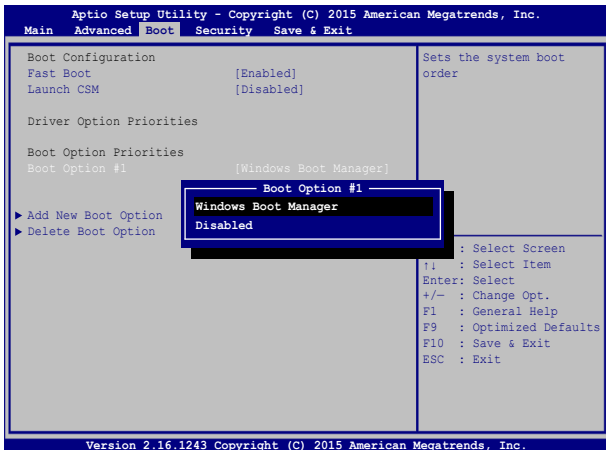 Aptio Setup Utility - Copyright (C) 2015 American Megatrends, Inc.
Main Advanced Boot Security Save & Exit
Boot Configuration
Fast Boot [Enabled]
Launch CSM [Disabled]
Driver Option Priorities
Boot Option Priorities
Boot Option #1 [Windows Boot Manager]
Add New Boot Option
Delete Boot Option
Boot Option #1
Windows Boot Manager
Disabled
Sets the system boot
order
: Select Screen
↑↓ : Select Item
Enter: Select
+/— : Change Opt.
F1 : General Help
F9 : Optimized Defaults
F10 : Save & Exit
ESC : Exit
Version 2.16.1243 Copyright (C) 2015 American Megatrends, Inc.